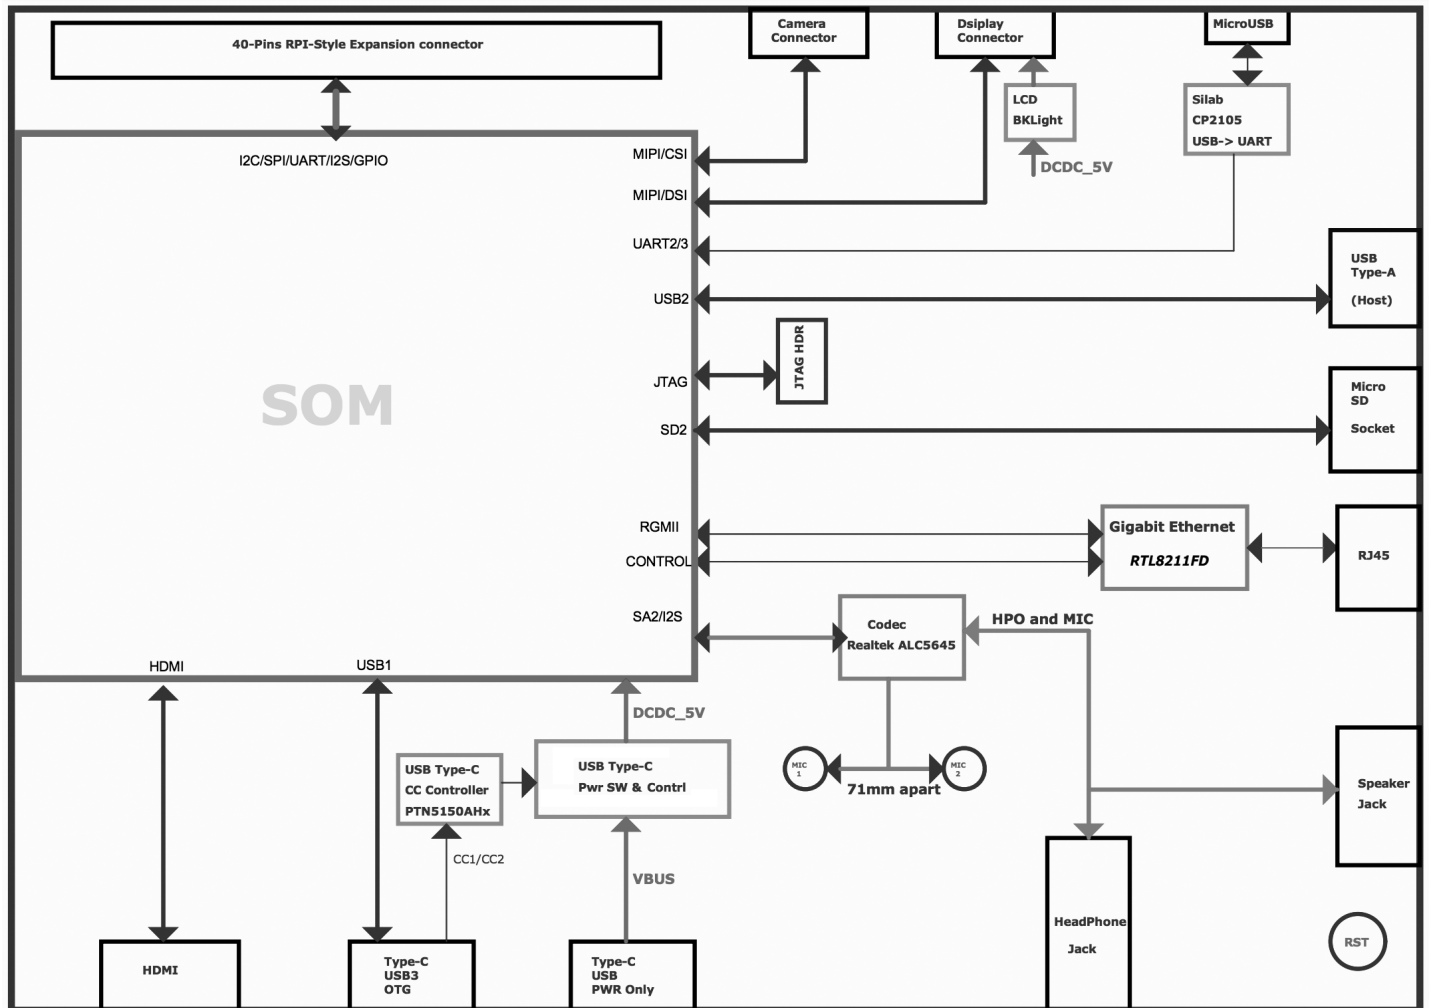 40-Pins RPI-Style Expansion connector
Camera
Connector
Dsiplay
Connector
MicroUSB
LCD
BKLight
DCDC_5V
Silab
CP2105
USB-> UART
I2C/SPI/UART/I2S/GPIO
MIPI/CSI
MIPI/DSI
UART2/3
USB2
JTAG
SD2
RGMII
CONTROL
SA2/I2S
SOM
HDMI
USB1
JTAG HDR
USB
Type-A
(Host)
Micro
SD
Socket
Gigabit Ethernet
RTL8211FD
RJ45
Codec
Realtek ALC5645
HPO and MIC
MIC
1
MIC
2
71mm apart
DCDC_5V
USB Type-C
CC Controller
PTN5150AHx
USB Type-C
Pwr SW & Contrl
CC1/CC2
VBUS
Speaker
Jack
HeadPhone
Jack
RST
HDMI
Type-C
USB3
OTG
Type-C
USB
PWR Only